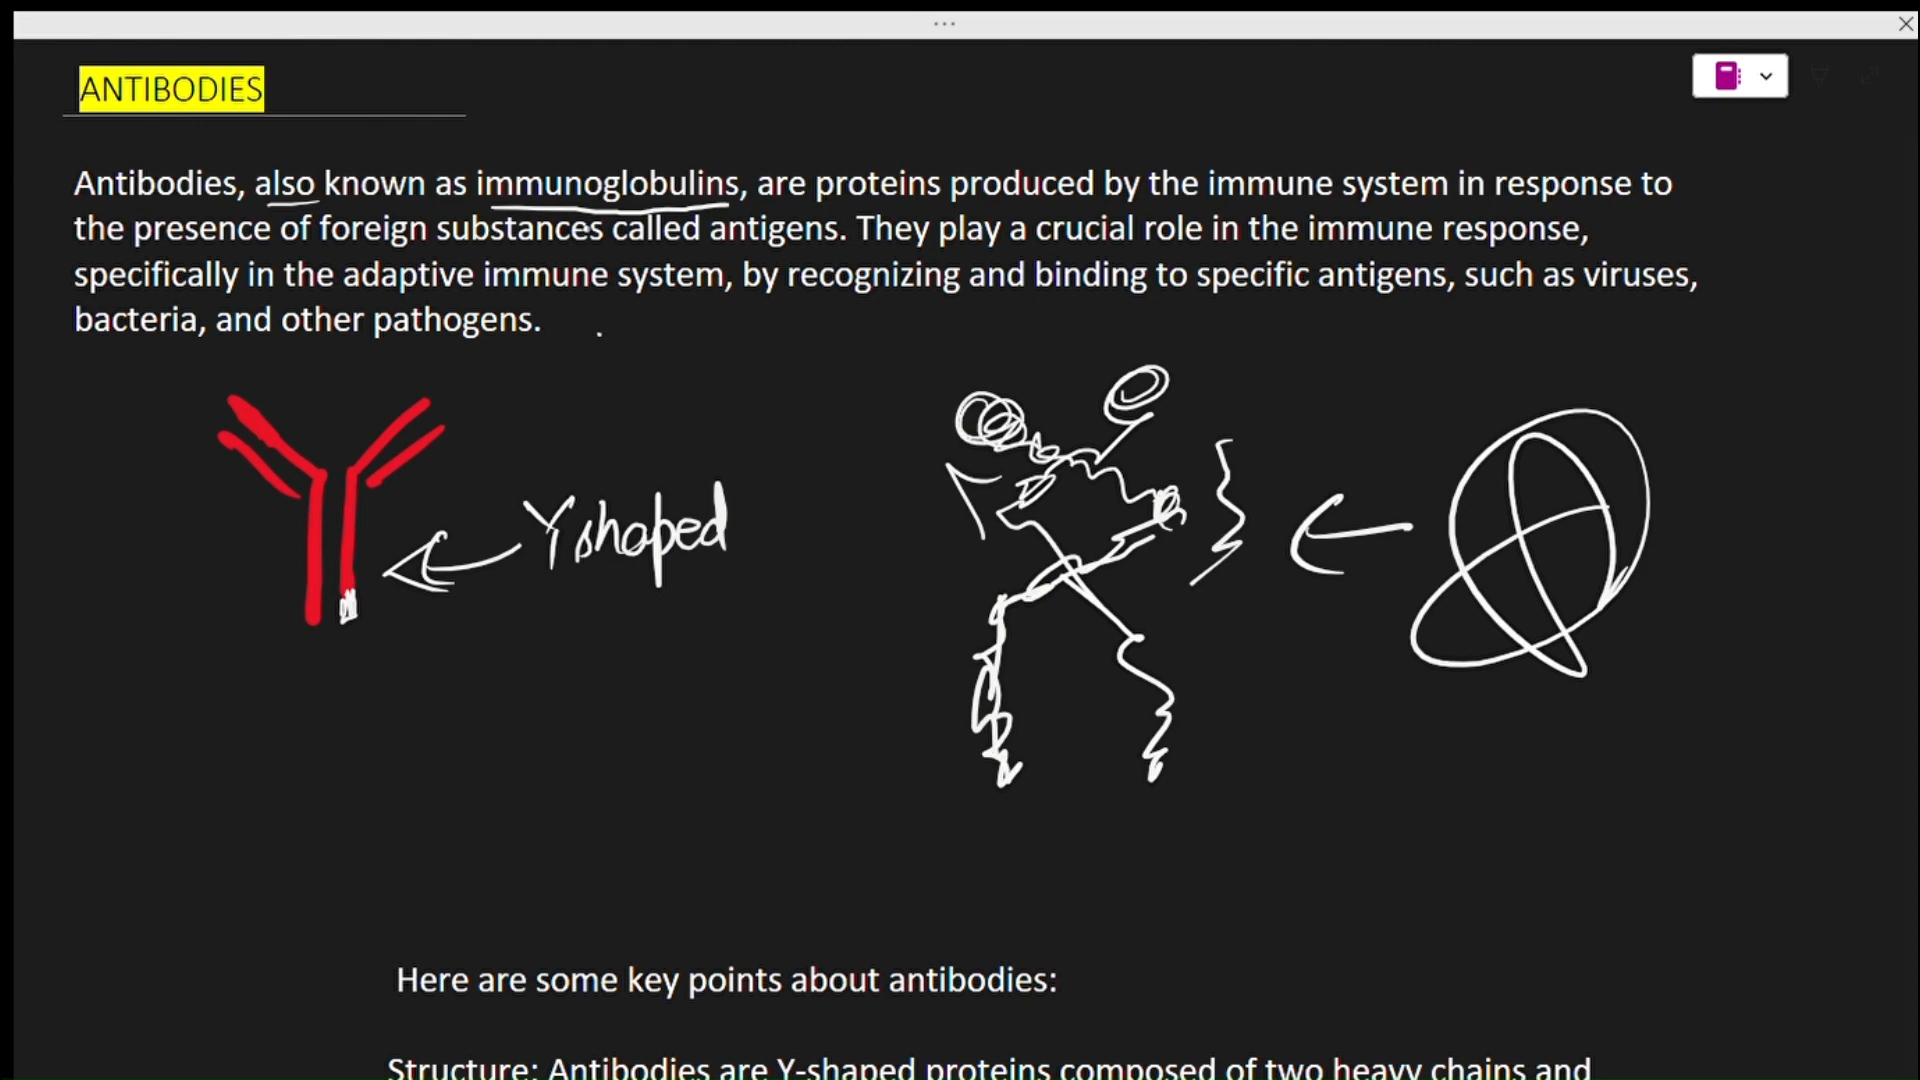 ANTIBODIES
Antibodies, also known as immunoglobulins, are proteins produced by the immune system in response to
the presence of foreign substances called antigens. They play a crucial role in the immune response,
specifically in the adaptive immune system, by recognizing and binding to specific antigens, such as viruses,
bacteria, and other pathogens.
Y shaped
Here are some key points about antibodies:
Structure: Antibodies are Y-shaped proteins composed of two heavy chains and